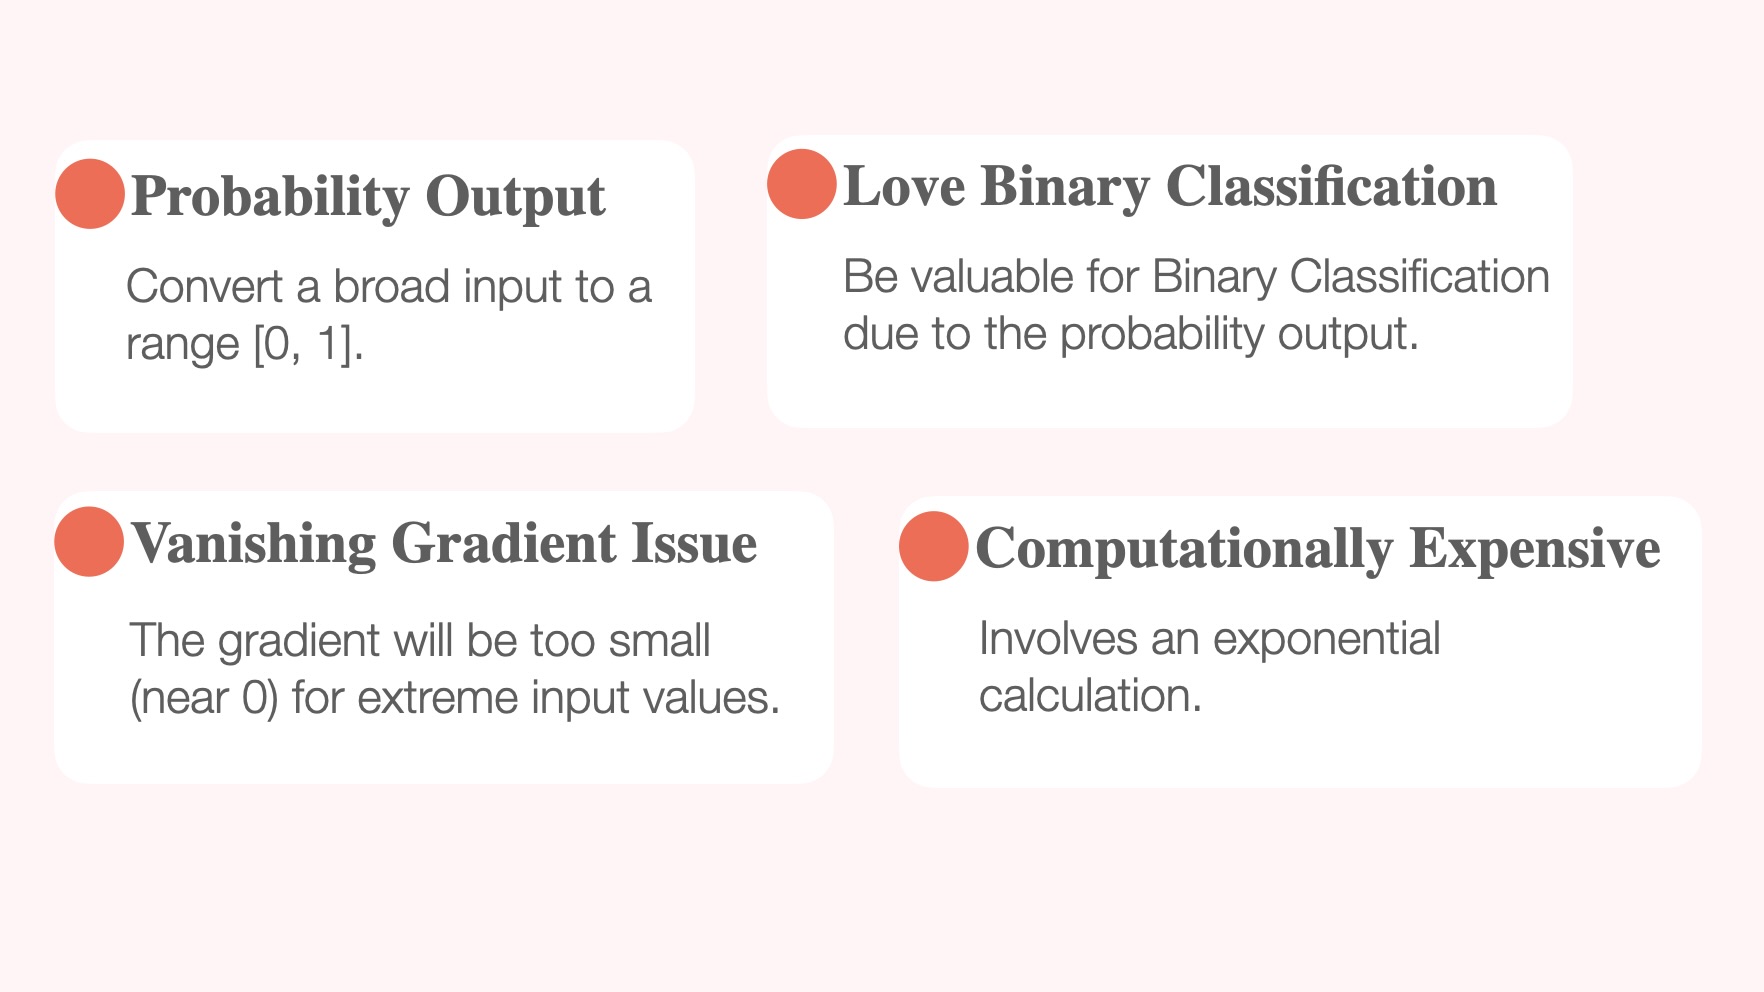 Probability Output
Convert a broad input to a
range [0, 1].
Love Binary Classification
Be valuable for Binary Classification
due to the probability output.
Vanishing Gradient Issue
The gradient will be too small
(near 0) for extreme input values.
Computationally Expensive
Involves an exponential
calculation.